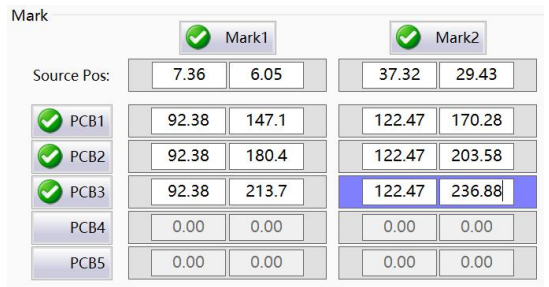 Mark
Mark1 Mark2
Source Pos: 7.36 6.05 37.32 29.43
PCB1 92.38 147.1 122.47 170.28
PCB2 92.38 180.4 122.47 203.58
PCB3 92.38 213.7 122.47 236.88
PCB4 0.00 0.00 0.00 0.00
PCB5 0.00 0.00 0.00 0.00